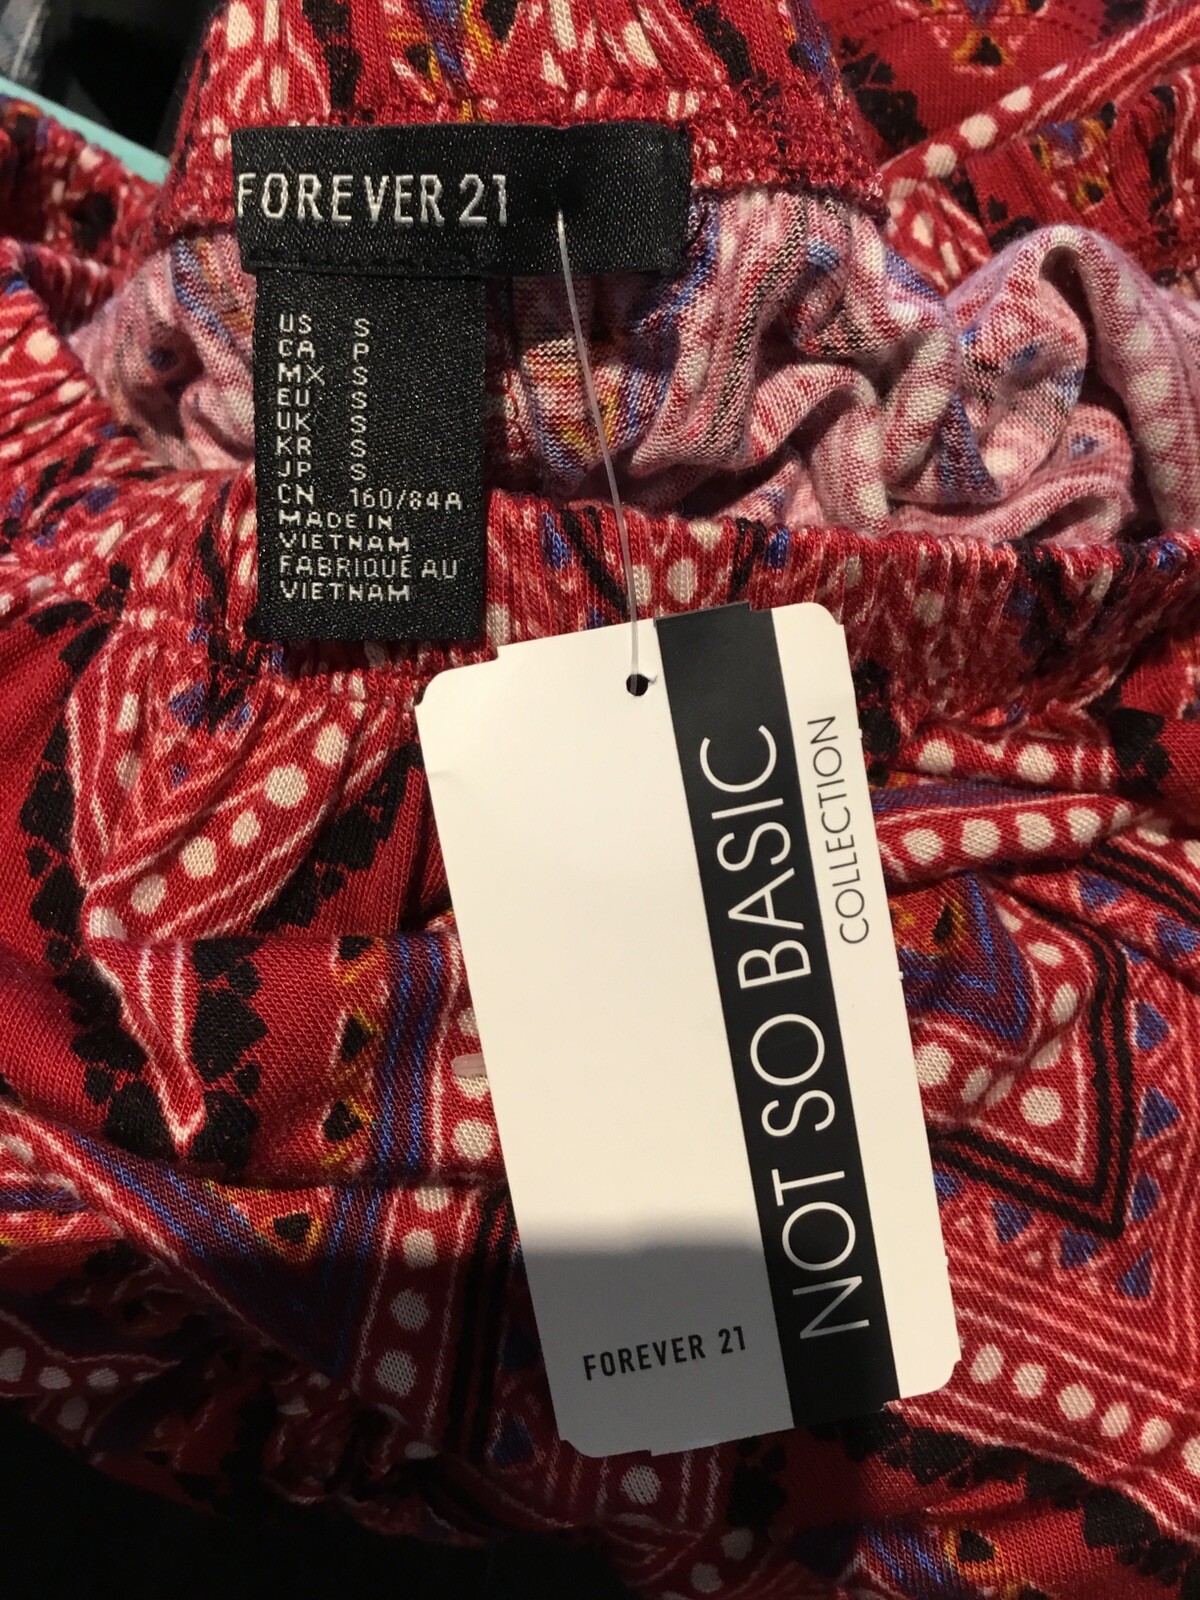 FOREVER 21
US S
CA P
MX S
EU S
UK S
KR S
JP S
CN 160/84A
MADE IN
VIETNAM
FABRIQUÉ AU
VIETNAM
NOT SO BASIC
COLLECTION
FOREVER 21